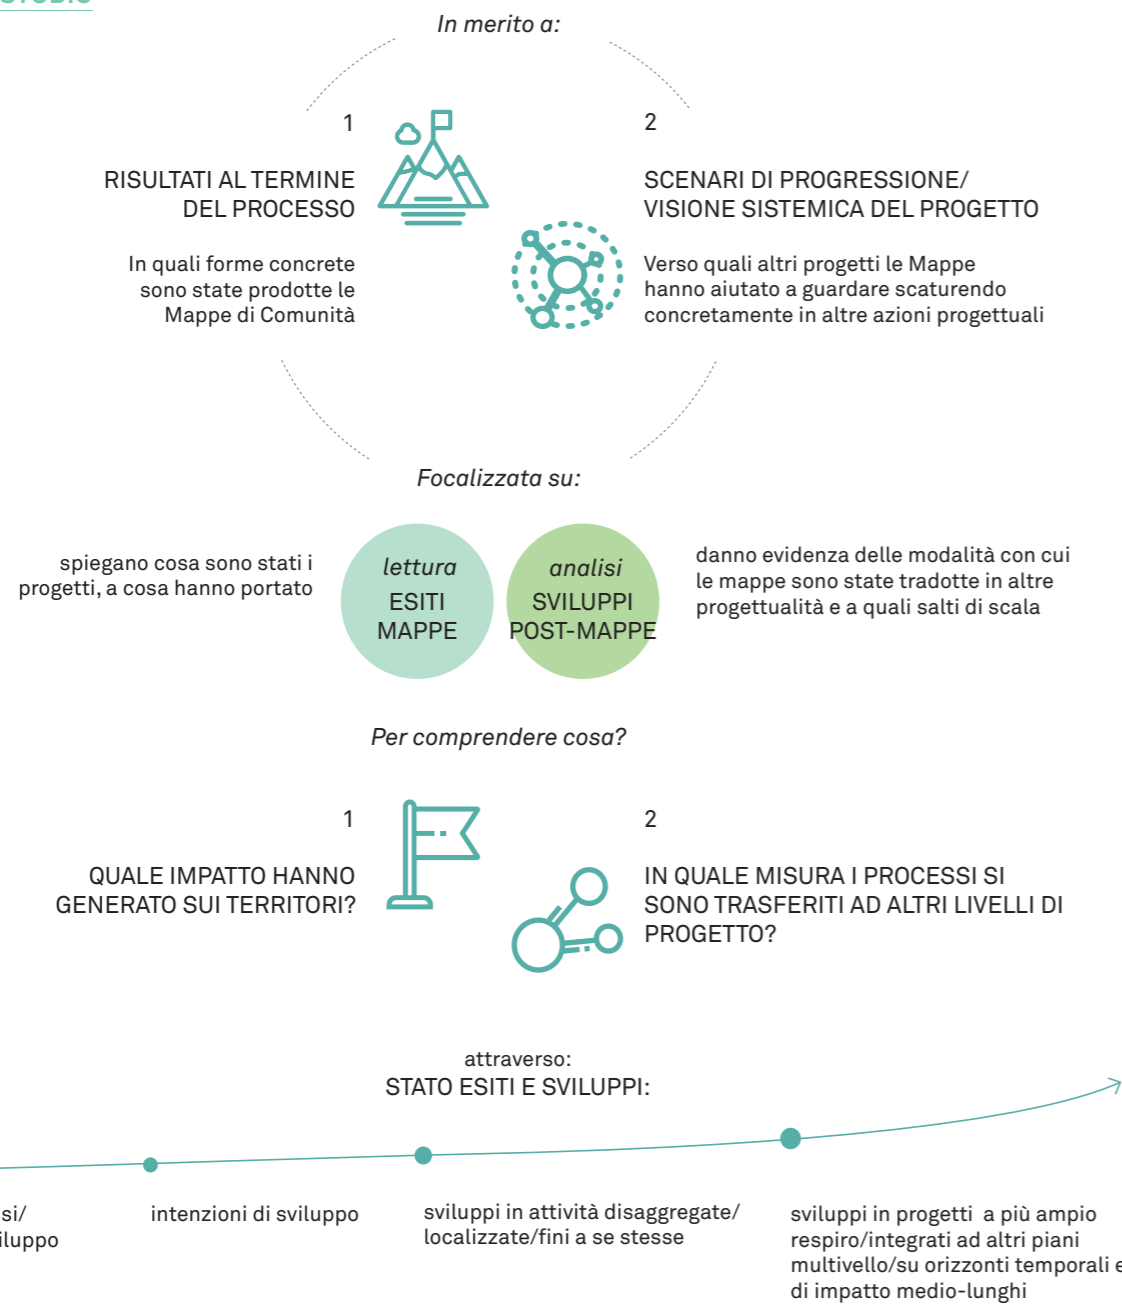 STUDIO
In merito a:
1
RISULTATI AL TERMINE
DEL PROCESSO
In quali forme concrete
sono state prodotte le
Mappe di Comunità
2
SCENARI DI PROGRESSIONE/
VISIONE SISTEMICA DEL PROGETTO
Verso quali altri progetti le Mappe
hanno aiutato a guardare scaturendo
concretamente in altre azioni progettuali
Focalizzata su:
spiegano cosa sono stati i
progetti, a cosa hanno portato
lettura
ESITI
MAPPE
analisi
SVILUPPI
POST-MAPPE
danno evidenza delle modalità con cui
le mappe sono state tradotte in altre
progettualità e a quali salti di scala
Per comprendere cosa?
1
QUALE IMPATTO HANNO
GENERATO SUI TERRITORI?
2
IN QUALE MISURA I PROCESSI SI
SONO TRASFERITI AD ALTRI LIVELLI DI
PROGETTO?
attraverso:
STATO ESITI E SVILUPPI:
si/
iluppo
intenzioni di sviluppo
sviluppi in attività disaggregate/
localizzate/fini a se stesse
sviluppi in progetti a più ampio
respiro/integrati ad altri piani
multivello/su orizzonti temporali e
di impatto medio-lunghi